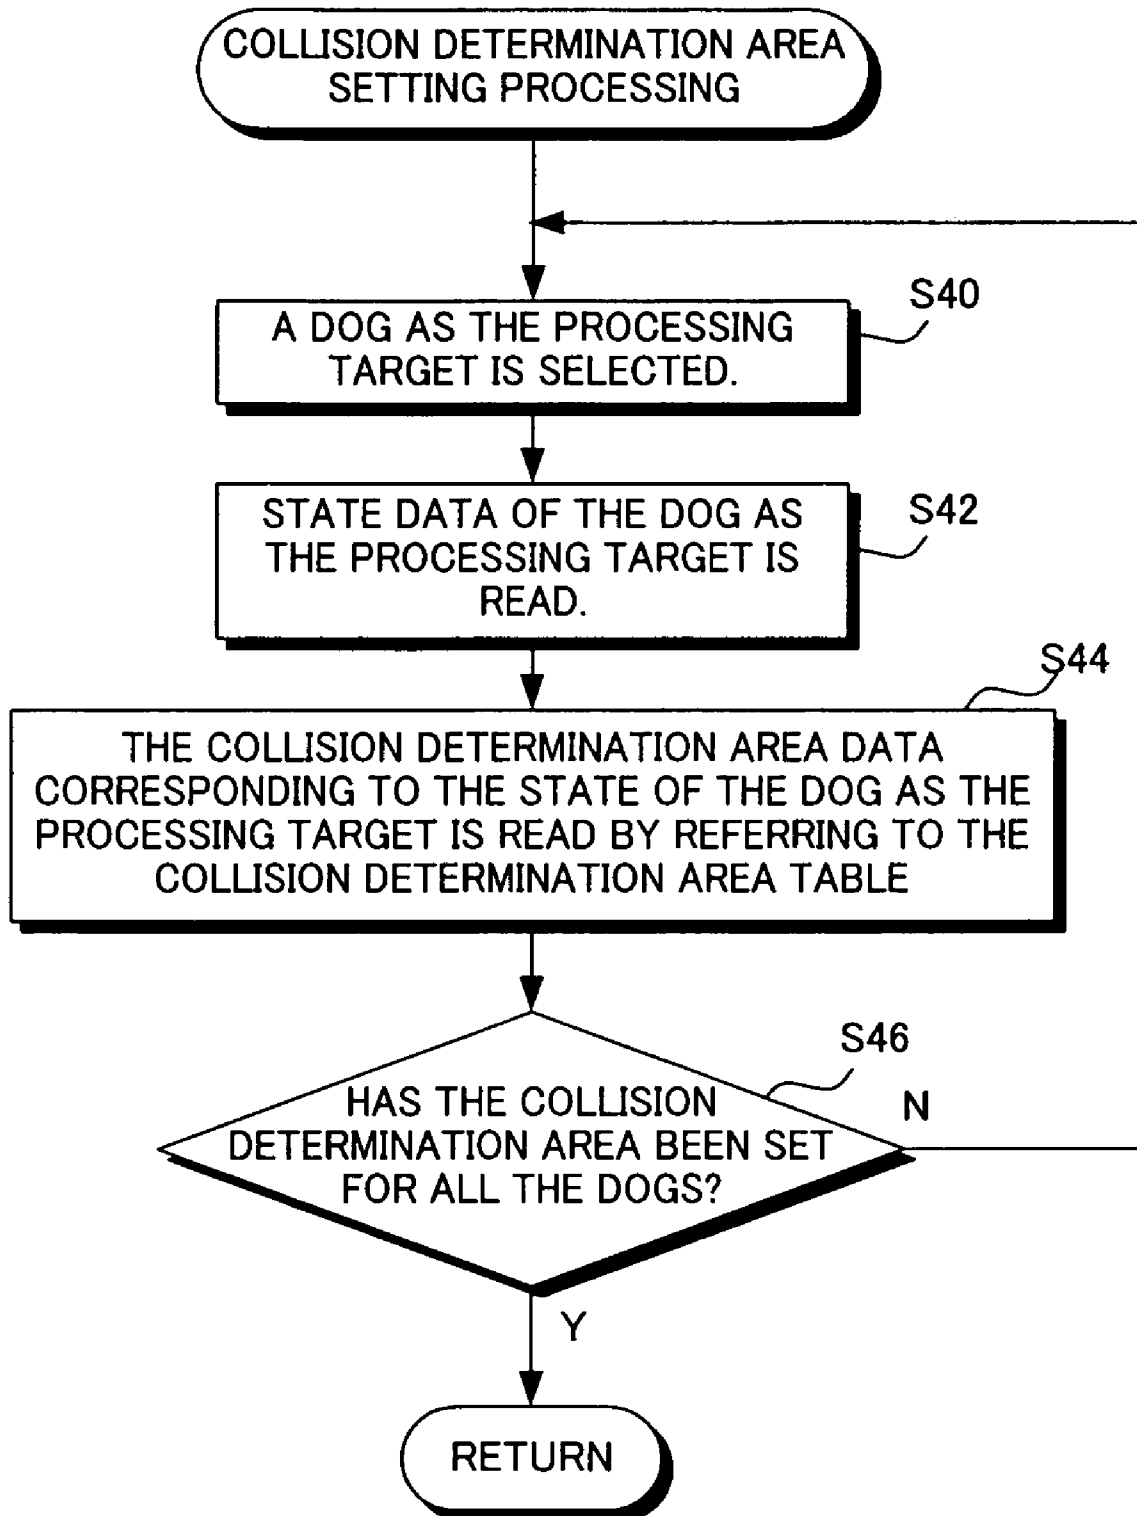 COLLISION DETERMINATION AREA
SETTING PROCESSING
S40
A DOG AS THE PROCESSING
TARGET IS SELECTED.
S42
STATE DATA OF THE DOG AS
THE PROCESSING TARGET IS
READ.
S44
THE COLLISION DETERMINATION AREA DATA
CORRESPONDING TO THE STATE OF THE DOG AS THE
PROCESSING TARGET IS READ BY REFERRING TO THE
COLLISION DETERMINATION AREA TABLE
S46
HAS THE COLLISION
DETERMINATION AREA BEEN SET
FOR ALL THE DOGS?
N
Y
RETURN